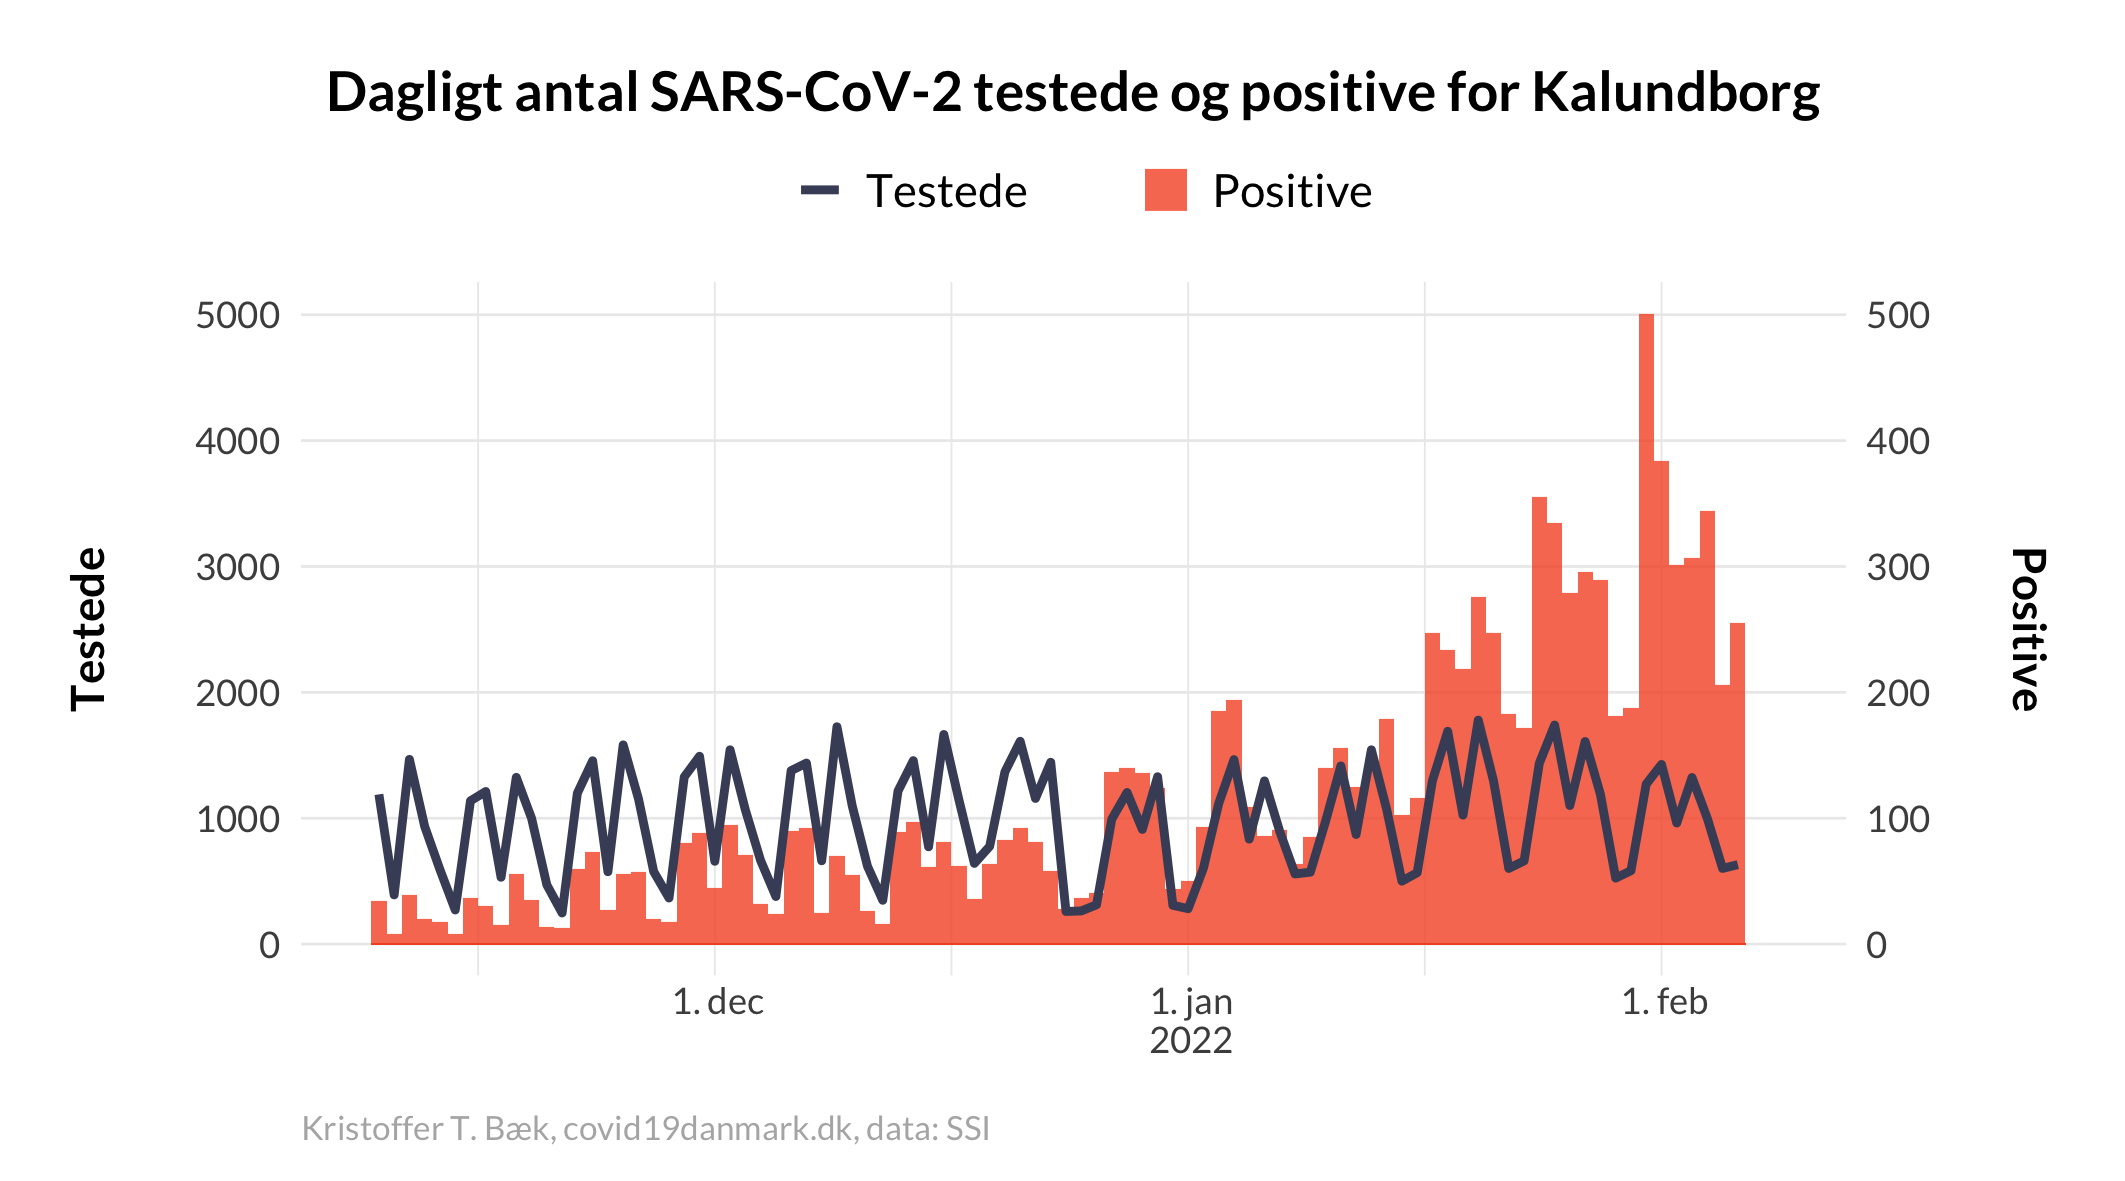 Dagligt antal SARS-CoV-2 testede og positive for Kalundborg
Testede
Positive
5000
4000
3000
2000
1000
0
500
400
300
200
100
0
Testede
Positive
1. dec
1. jan
2022
1. feb
Kristoffer T. Bæk, covid19danmark.dk, data: SSI